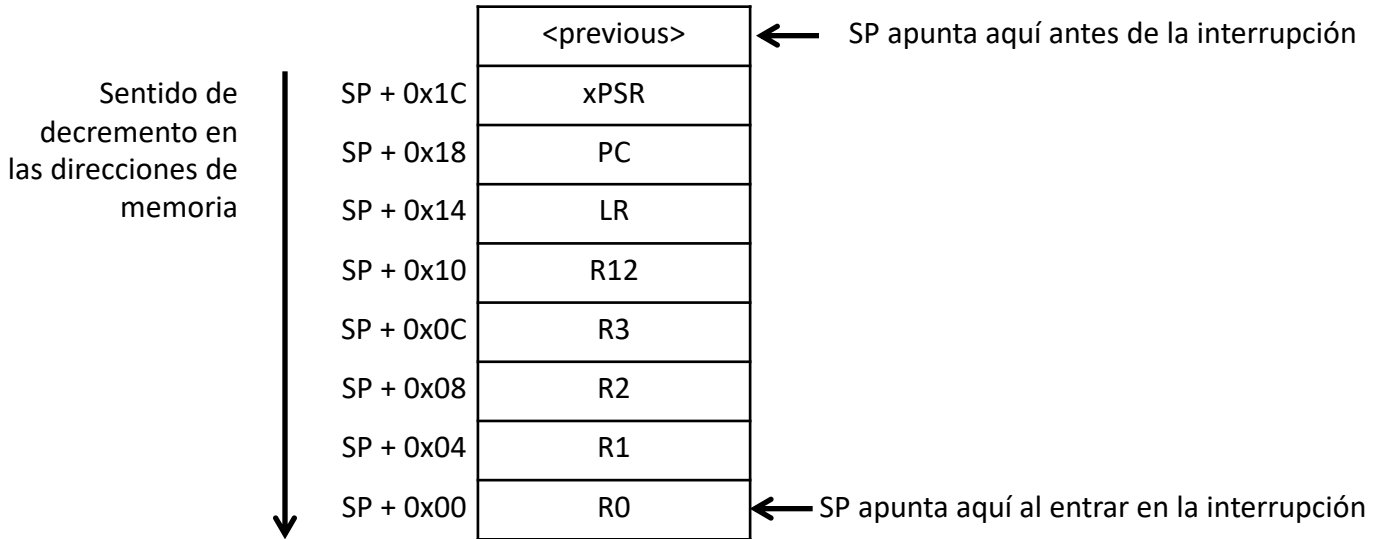 <previous>
SP apunta aquí antes de la interrupción
Sentido de
decremento en
las direcciones de
memoria
SP + 0x1C
xPSR
SP + 0x18
PC
SP + 0x14
LR
SP + 0x10
R12
SP + 0x0C
R3
SP + 0x08
R2
SP + 0x04
R1
SP + 0x00
R0
SP apunta aquí al entrar en la interrupción